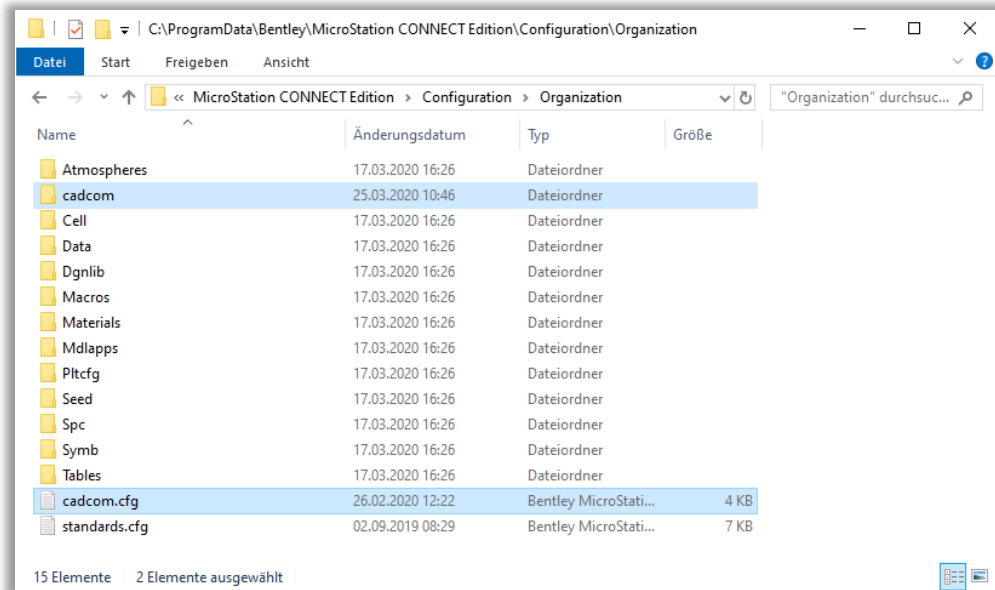 C:\ProgramData\Bentley\MicroStation CONNECT Edition\Configuration\Organization
Datei Start Freigeben Ansicht
« MicroStation CONNECT Edition › Configuration › Organization "Organization" durchsuc...
Name Änderungsdatum Typ Größe
Atmospheres 17.03.2020 16:26 Dateiordner
cadcom 25.03.2020 10:46 Dateiordner
Cell 17.03.2020 16:26 Dateiordner
Data 17.03.2020 16:26 Dateiordner
Dgnlib 17.03.2020 16:26 Dateiordner
Macros 17.03.2020 16:26 Dateiordner
Materials 17.03.2020 16:26 Dateiordner
Mdlapps 17.03.2020 16:26 Dateiordner
Pltcfg 17.03.2020 16:26 Dateiordner
Seed 17.03.2020 16:26 Dateiordner
Spc 17.03.2020 16:26 Dateiordner
Symb 17.03.2020 16:26 Dateiordner
Tables 17.03.2020 16:26 Dateiordner
cadcom.cfg 26.02.2020 12:22 Bentley MicroStati... 4 KB
standards.cfg 02.09.2019 08:29 Bentley MicroStati... 7 KB
15 Elemente 2 Elemente ausgewählt